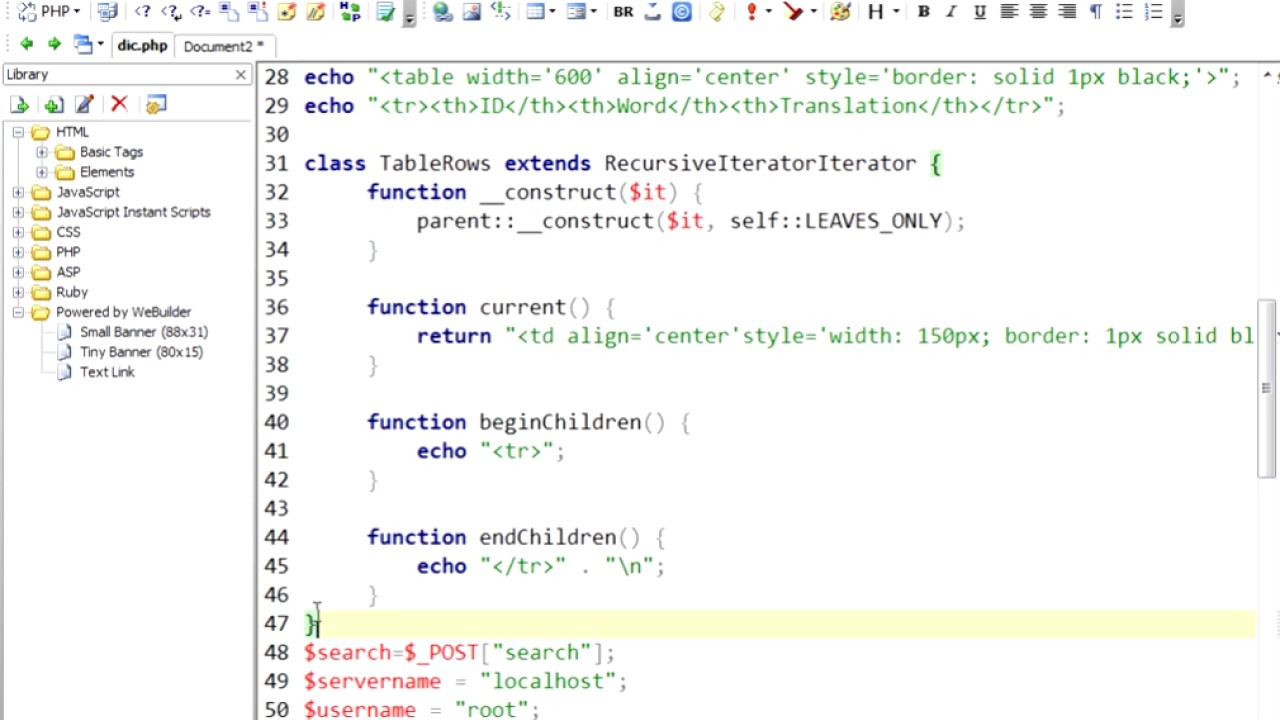 PHP
BR
H
B
I
U
dic.php
Document2 *
Library
HTML
Basic Tags
Elements
JavaScript
JavaScript Instant Scripts
CSS
PHP
ASP
Ruby
Powered by WeBuilder
Small Banner (88x31)
Tiny Banner (80x15)
Text Link
28 echo "<table width='600' align='center' style='border: solid 1px black;'>";
29 echo "<tr><th>ID</th><th>Word</th><th>Translation</th></tr>";
30
31 class TableRows extends RecursiveIteratorIterator {
32 function __construct($it) {
33 parent::__construct($it, self::LEAVES_ONLY);
34 }
35
36 function current() {
37 return "<td align='center'style='width: 150px; border: 1px solid bl
38 }
39
40 function beginChildren() {
41 echo "<tr>";
42 }
43
44 function endChildren() {
45 echo "</tr>" . "\n";
46 }
47 }
48 $search=$_POST["search"];
49 $servername = "localhost";
50 $username = "root";